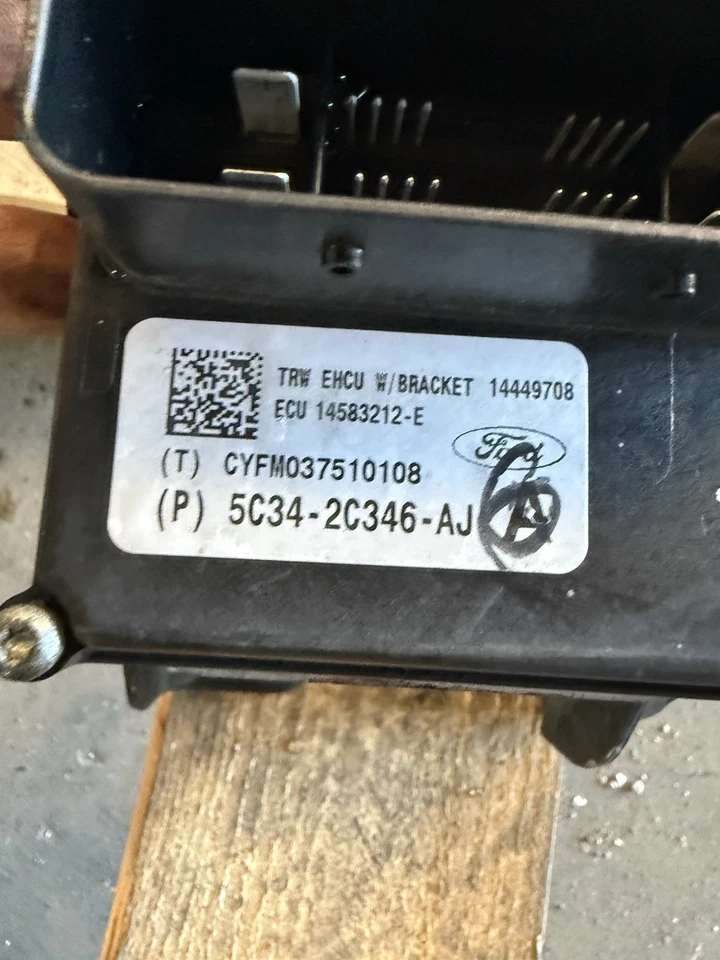 TRW EHCU W/BRACKET 14449708
ECU 14583212-E
Ford
(T) CYFM037510108
(P) 5C34-2C346-AJ